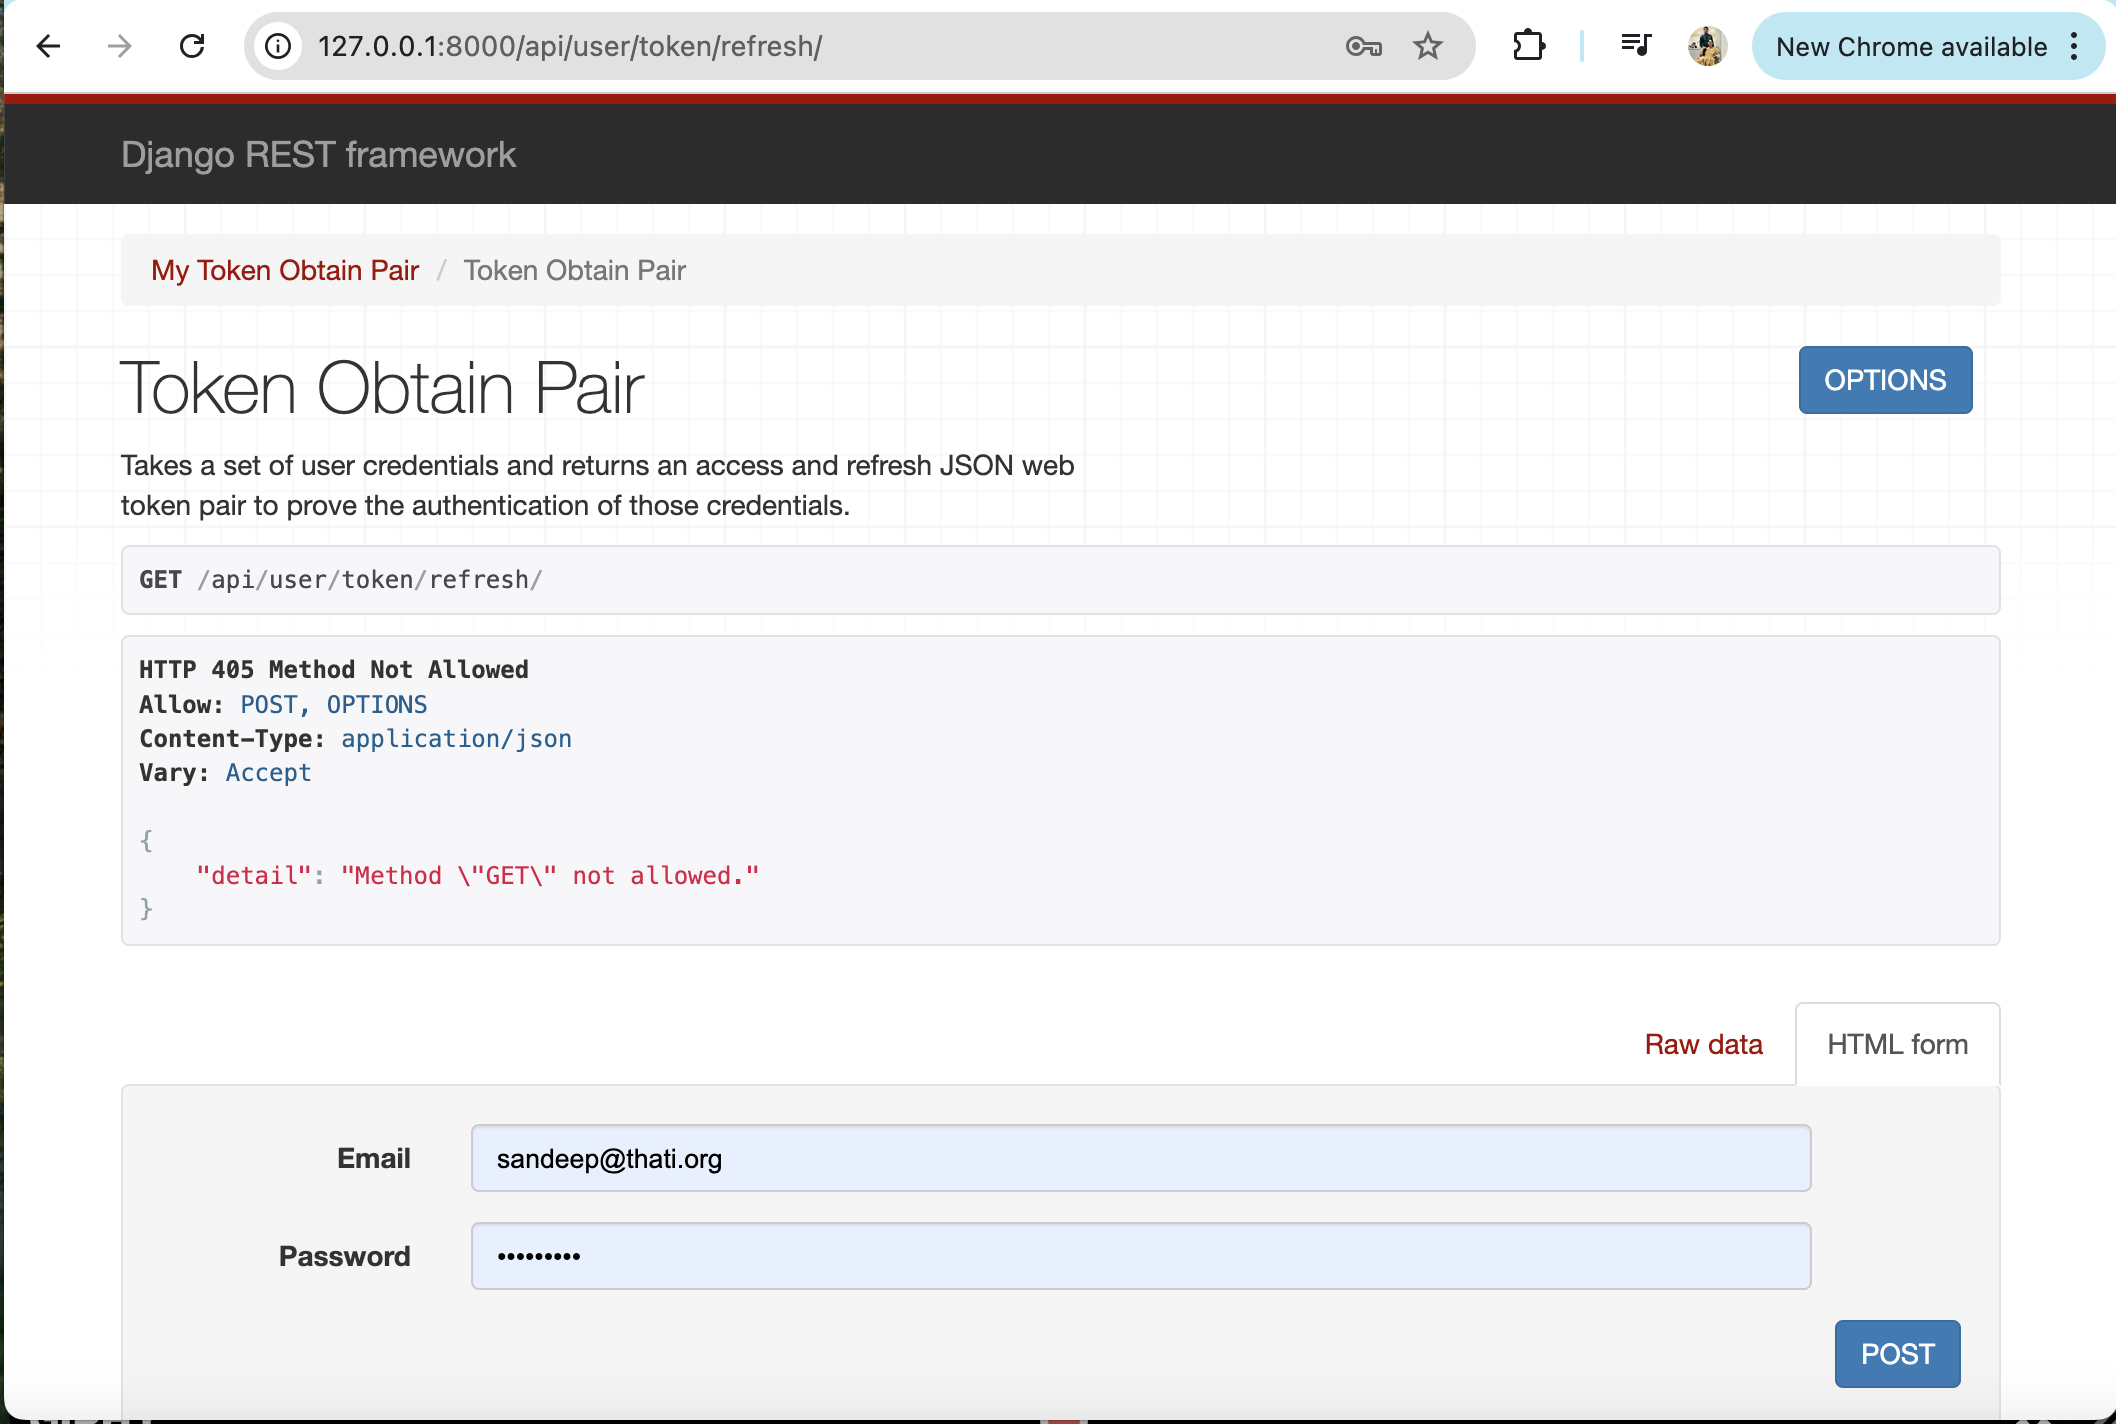 127.0.0.1:8000/api/user/token/refresh/
New Chrome available
Django REST framework
My Token Obtain Pair / Token Obtain Pair
Token Obtain Pair
OPTIONS
Takes a set of user credentials and returns an access and refresh JSON web
token pair to prove the authentication of those credentials.
GET /api/user/token/refresh/
HTTP 405 Method Not Allowed
Allow: POST, OPTIONS
Content-Type: application/json
Vary: Accept
{
"detail": "Method \"GET\" not allowed."
}
Raw data
HTML form
Email
sandeep@thati.org
Password
•••••••••
POST